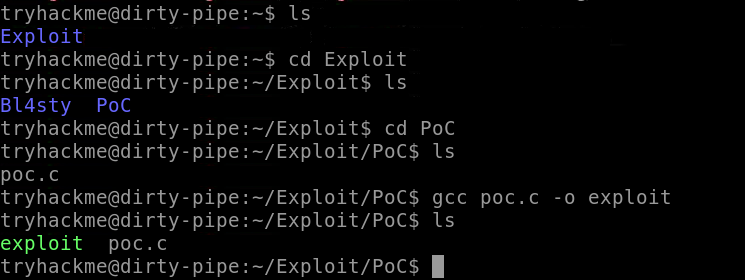 tryhackme@dirty-pipe:~$ ls
Exploit
tryhackme@dirty-pipe:~$ cd Exploit
tryhackme@dirty-pipe:~/Exploit$ ls
Bl4sty  PoC
tryhackme@dirty-pipe:~/Exploit$ cd PoC
tryhackme@dirty-pipe:~/Exploit/PoC$ ls
poc.c
tryhackme@dirty-pipe:~/Exploit/PoC$ gcc poc.c -o exploit
tryhackme@dirty-pipe:~/Exploit/PoC$ ls
exploit  poc.c
tryhackme@dirty-pipe:~/Exploit/PoC$